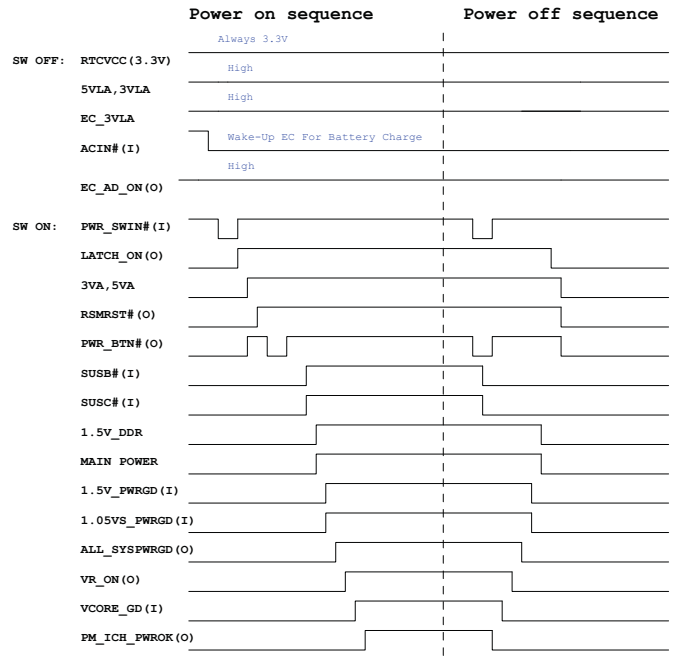 Power on sequence Power off sequence
Always 3.3V
SW OFF: RTCVCC(3.3V)
High
5VLA,3VLA
High
EC_3VLA
Wake-Up EC For Battery Charge
ACIN#(I)
High
EC_AD_ON(O)
SW ON: PWR_SWIN#(I)
LATCH_ON(O)
3VA,5VA
RSMRST#(O)
PWR_BTN#(O)
SUSB#(I)
SUSC#(I)
1.5V_DDR
MAIN POWER
1.5V_PWRGD(I)
1.05VS_PWRGD(I)
ALL_SYSPWRGD(O)
VR_ON(O)
VCORE_GD(I)
PM_ICH_PWROK(O)